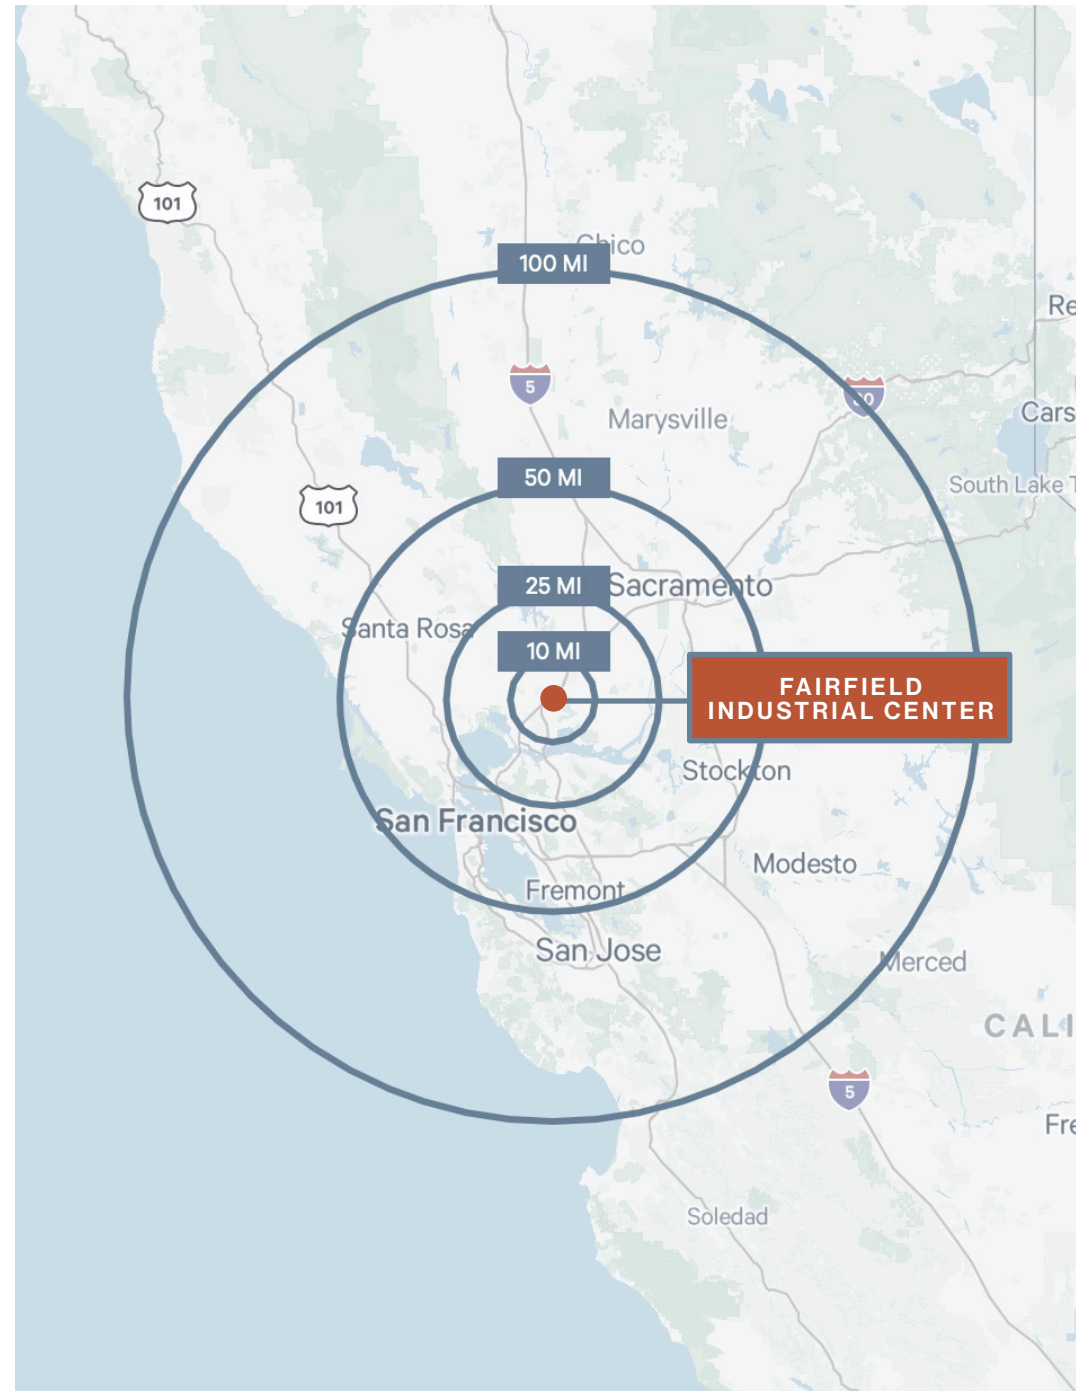 101
Chico
100 MI
Re
5
80
Marysville
Cars
50 MI
South Lake T
101
25 MI
Sacramento
Santa Rosa
10 MI
FAIRFIELD
INDUSTRIAL CENTER
Stockton
San Francisco
Modesto
Fremont
San Jose
Merced
CALI
5
Fre
Soledad